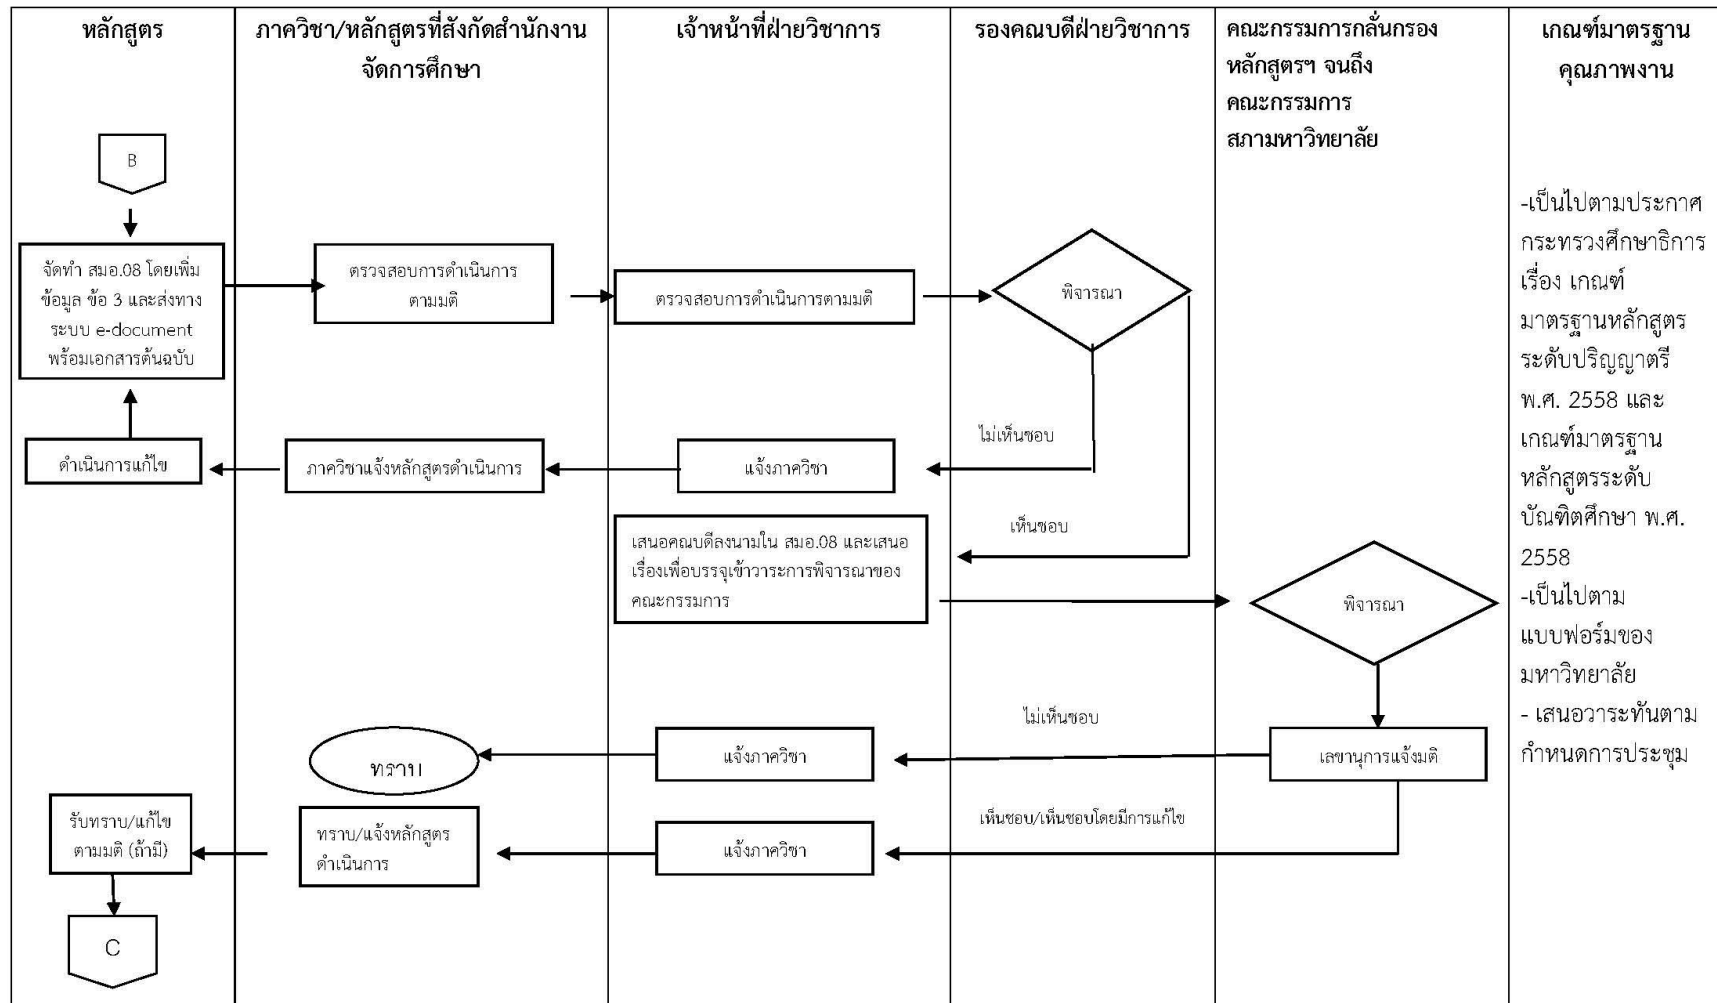 หลักสูตร
ภาควิชา/หลักสูตรที่สังกัดสำนักงาน
จัดการศึกษา
เจ้าหน้าที่ฝ่ายวิชาการ
รองคณบดีฝ่ายวิชาการ
คณะกรรมการกลั่นกรอง
หลักสูตรฯ จนถึง
คณะกรรมการ
สภามหาวิทยาลัย
เกณฑ์มาตรฐาน
คุณภาพงาน
B
จัดทำ สมอ.08 โดยเพิ่ม
ข้อมูล ข้อ 3 และส่งทาง
ระบบ e-document
พร้อมเอกสารต้นฉบับ
ตรวจสอบการดำเนินการ
ตามมติ
ตรวจสอบการดำเนินการตามมติ
พิจารณา
ไม่เห็นชอบ
ดำเนินการแก้ไข
ภาควิชาแจ้งหลักสูตรดำเนินการ
แจ้งภาควิชา
เห็นชอบ
เสนอคณบดีลงนามใน สมอ.08 และเสนอ
เรื่องเพื่อบรรจุเข้าวาระการพิจารณาของ
คณะกรรมการ
พิจารณา
ไม่เห็นชอบ
ทราบ
แจ้งภาควิชา
เลขานุการแจ้งมติ
เห็นชอบ/เห็นชอบโดยมีการแก้ไข
รับทราบ/แก้ไข
ตามมติ (ถ้ามี)
ทราบ/แจ้งหลักสูตร
ดำเนินการ
แจ้งภาควิชา
C
-เป็นไปตามประกาศ
กระทรวงศึกษาธิการ
เรื่อง เกณฑ์
มาตรฐานหลักสูตร
ระดับปริญญาตรี
พ.ศ. 2558 และ
เกณฑ์มาตรฐาน
หลักสูตรระดับ
บัณฑิตศึกษา พ.ศ.
2558
-เป็นไปตาม
แบบฟอร์มของ
มหาวิทยาลัย
- เสนอวาระทันตาม
กำหนดการประชุม